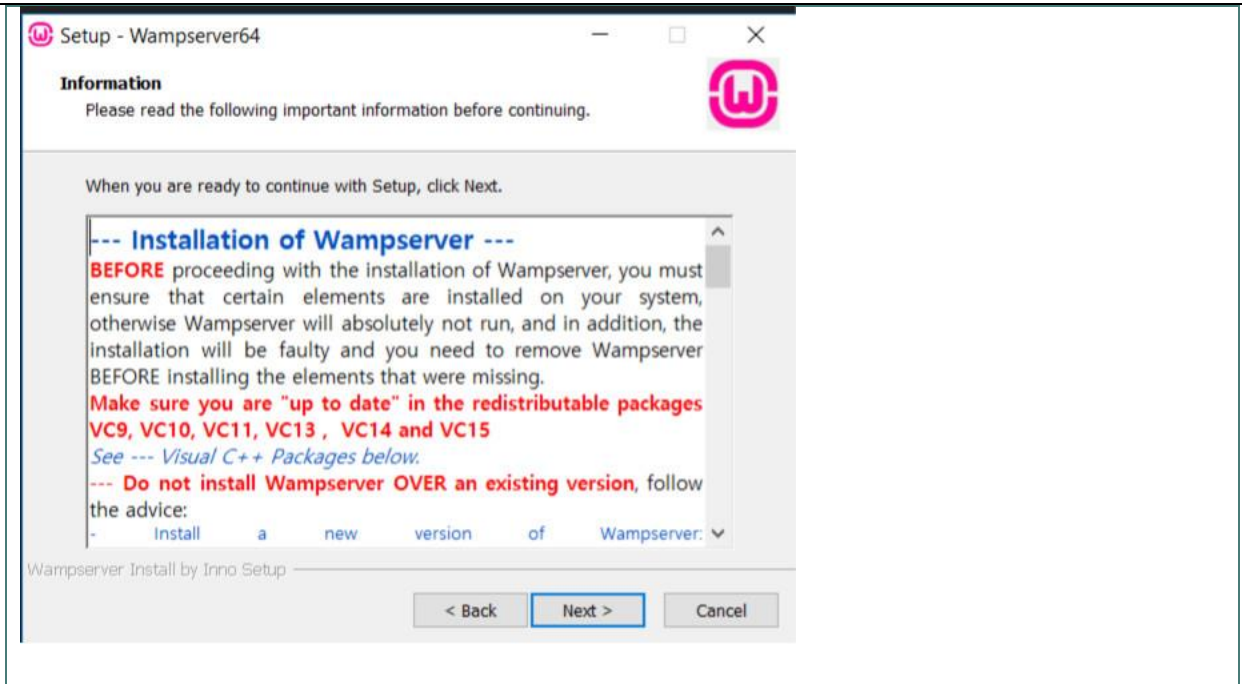 Setup - Wampserver64
Information
Please read the following important information before continuing.
When you are ready to continue with Setup, click Next.
--- Installation of Wampserver ---
BEFORE proceeding with the installation of Wampserver, you must
ensure that certain elements are installed on your system,
otherwise Wampserver will absolutely not run, and in addition, the
installation will be faulty and you need to remove Wampserver
BEFORE installing the elements that were missing.
Make sure you are "up to date" in the redistributable packages
VC9, VC10, VC11, VC13 , VC14 and VC15
See --- Visual C++ Packages below.
--- Do not install Wampserver OVER an existing version, follow
the advice:
- Install a new version of Wampserver:
Wampserver Install by Inno Setup
< Back Next > Cancel